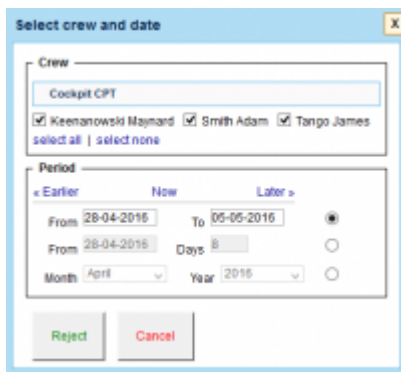 Select crew and date X
Crew
Cockpit CPT
Keenanowski Maynard Smith Adam Tango James
select all | select none
Period
« Earlier Now Later »
From 28-04-2016 To 05-05-2016
From 28-04-2016 Days 8
Month April Year 2016
Reject Cancel